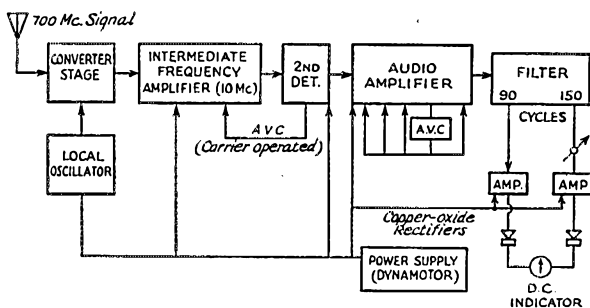 700 Mc. Signal
CONVERTER
STAGE
INTERMEDIATE
FREQUENCY
AMPLIFIER (10 Mc)
2ND
DET.
AUDIO
AMPLIFIER
FILTER
90 150
CYCLES
A.V.C
A V C
(Carrier operated)
LOCAL
OSCILLATOR
AMP.
AMP
Copper-oxide
Rectifiers
POWER SUPPLY
(DYNAMOTOR)
D.C.
INDICATOR